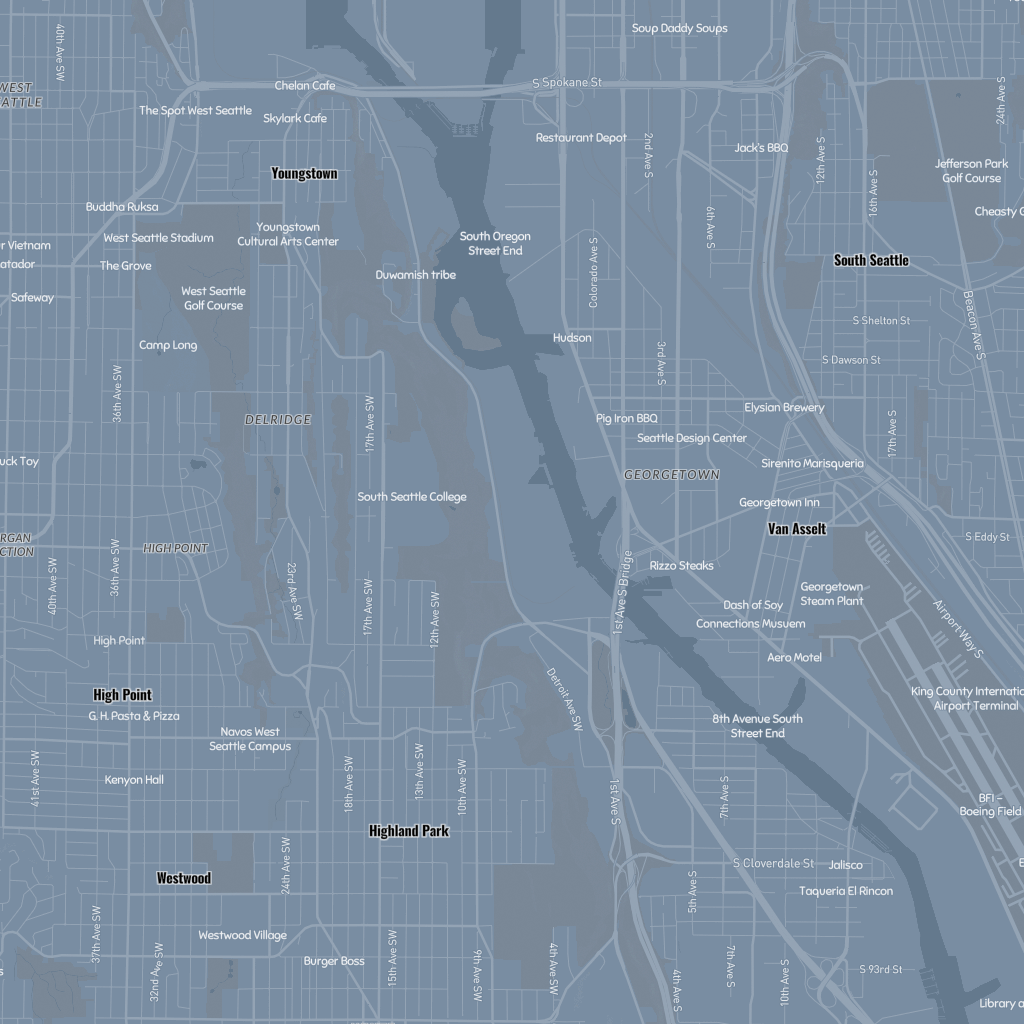 Soup Daddy Soups
40th Ave SW
WEST
SEATTLE
Chelan Cafe
S Spokane St
24th Ave S
The Spot West Seattle
Skylark Cafe
Restaurant Depot
2nd Ave S
Jack's BBQ
12th Ave S
Jefferson Park
Golf Course
Youngstown
16th Ave S
Buddha Ruksa
Cheasty G
6th Ave S
Youngstown
Cultural Arts Center
West Seattle Stadium
South Oregon
Street End
r Vietnam
atador
The Grove
Duwamish tribe
Colorado Ave S
South Seattle
Safeway
West Seattle
Golf Course
Beacon Ave S
S Shelton St
Hudson
Camp Long
3rd Ave S
S Dawson St
36th Ave SW
17th Ave SW
DELRIDGE
Pig Iron BBQ
Elysian Brewery
17th Ave S
Seattle Design Center
uck Toy
Sirenito Marisqueria
GEORGETOWN
South Seattle College
Georgetown Inn
Van Asselt
RGAN
CTION
HIGH POINT
S Eddy St
40th Ave SW
36th Ave SW
23rd Ave SW
17th Ave SW
12th Ave SW
1st Ave S Bridge
Rizzo Steaks
Georgetown
Steam Plant
Dash of Soy
Connections Musuem
Airport Way S
High Point
Aero Motel
High Point
G. H. Pasta & Pizza
Detroit Ave SW
King County Internatio
Airport Terminal
8th Avenue South
Street End
Navos West
Seattle Campus
41st Ave SW
Kenyon Hall
18th Ave SW
13th Ave SW
10th Ave SW
1st Ave S
7th Ave S
BFI –
Boeing Field
Highland Park
24th Ave SW
S Cloverdale St
Jalisco
E
Westwood
5th Ave S
Taqueria El Rincon
37th Ave SW
32nd Ave SW
Westwood Village
Burger Boss
15th Ave SW
9th Ave SW
4th Ave SW
4th Ave S
7th Ave S
10th Ave S
S 93rd St
s
Library a